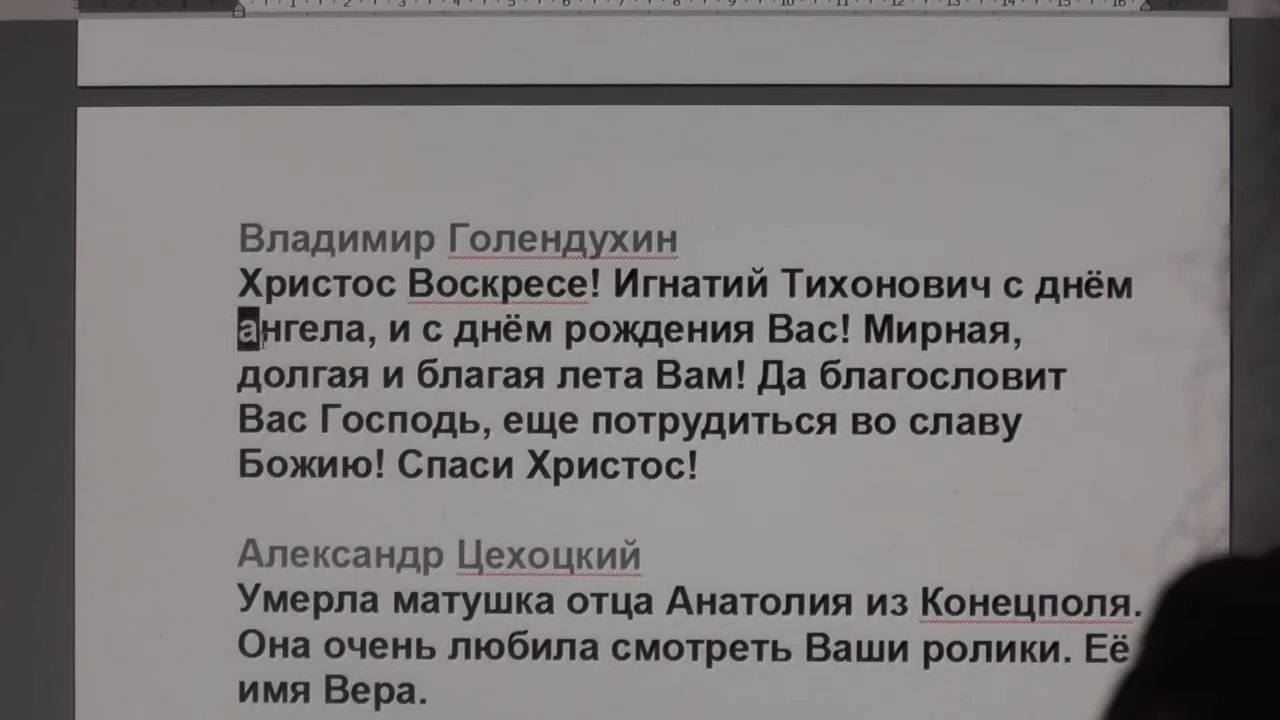 Владимир Голендухин
Христос Воскресе! Игнатий Тихонович с днём
ангела, и с днём рождения Вас! Мирная,
долгая и благая лета Вам! Да благословит
Вас Господь, еще потрудиться во славу
Божию! Спаси Христос!
Александр Цехоцкий
Умерла матушка отца Анатолия из Конецполя.
Она очень любила смотреть Ваши ролики. Её
имя Вера.